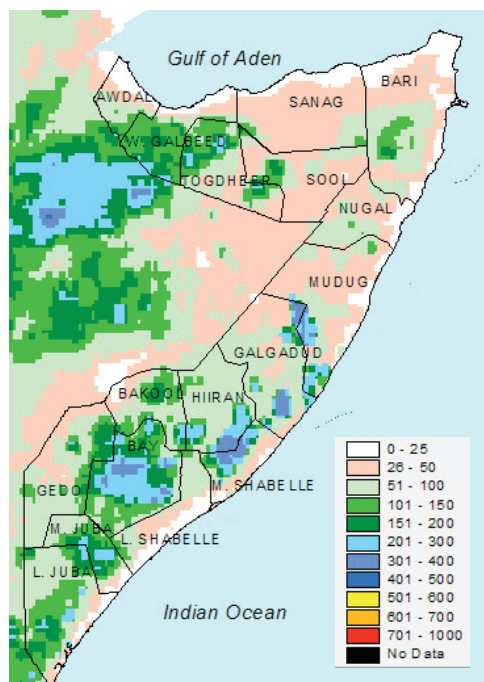 Gulf of Aden
BARI
AWDAL
SANAG
W. GALBEED
TOGDHEER
SOOL
NUGAL
MUDUG
GALGADUD
BAKOOL
HIIRAN
BAY
GEDO
M. SHABELLE
M. JUBA
L. SHABELLE
L. JUBA
Indian Ocean
0 - 25
26 - 50
51 - 100
101 - 150
151 - 200
201 - 300
301 - 400
401 - 500
501 - 600
601 - 700
701 - 1000
No Data